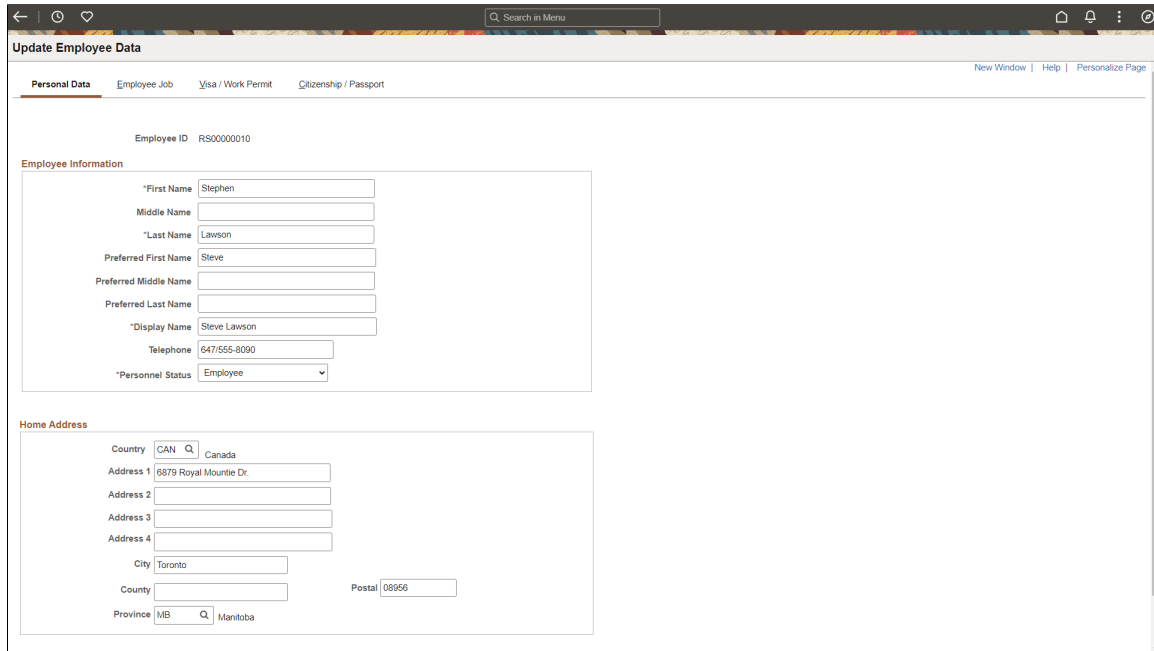 Search in Menu
Update Employee Data
New Window | Help | Personalize Page
Personal Data Employee Job Visa / Work Permit Citizenship / Passport
Employee ID RS00000010
Employee Information
*First Name Stephen
Middle Name
*Last Name Lawson
Preferred First Name Steve
Preferred Middle Name
Preferred Last Name
*Display Name Steve Lawson
Telephone 647/555-8090
*Personnel Status Employee
Home Address
Country CAN Canada
Address 1 6879 Royal Mountie Dr.
Address 2
Address 3
Address 4
City Toronto
County Postal 08956
Province MB Manitoba